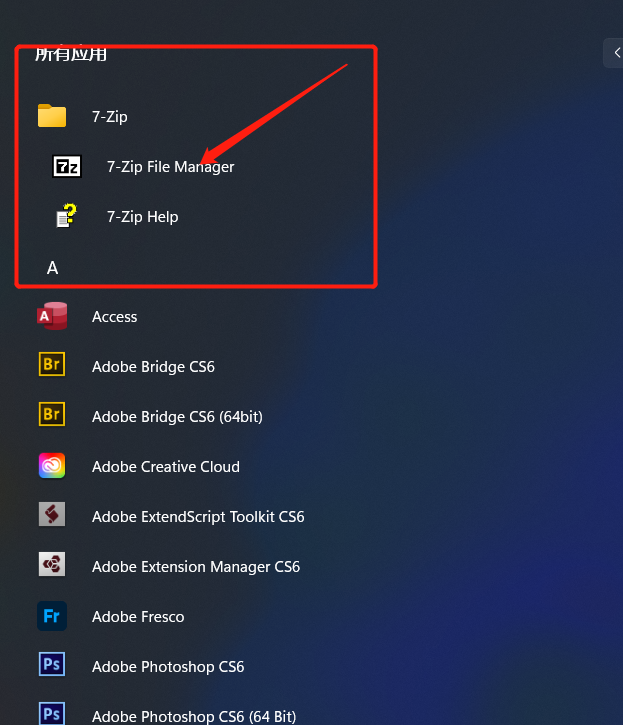 所有应用
7-Zip
7z
7-Zip File Manager
7-Zip Help
A
A
Access
Br
Adobe Bridge CS6
Br
Adobe Bridge CS6 (64bit)
Adobe Creative Cloud
Adobe ExtendScript Toolkit CS6
Adobe Extension Manager CS6
Fr
Adobe Fresco
Ps
Adobe Photoshop CS6
Ps
Adobe Photoshop CS6 (64 Bit)